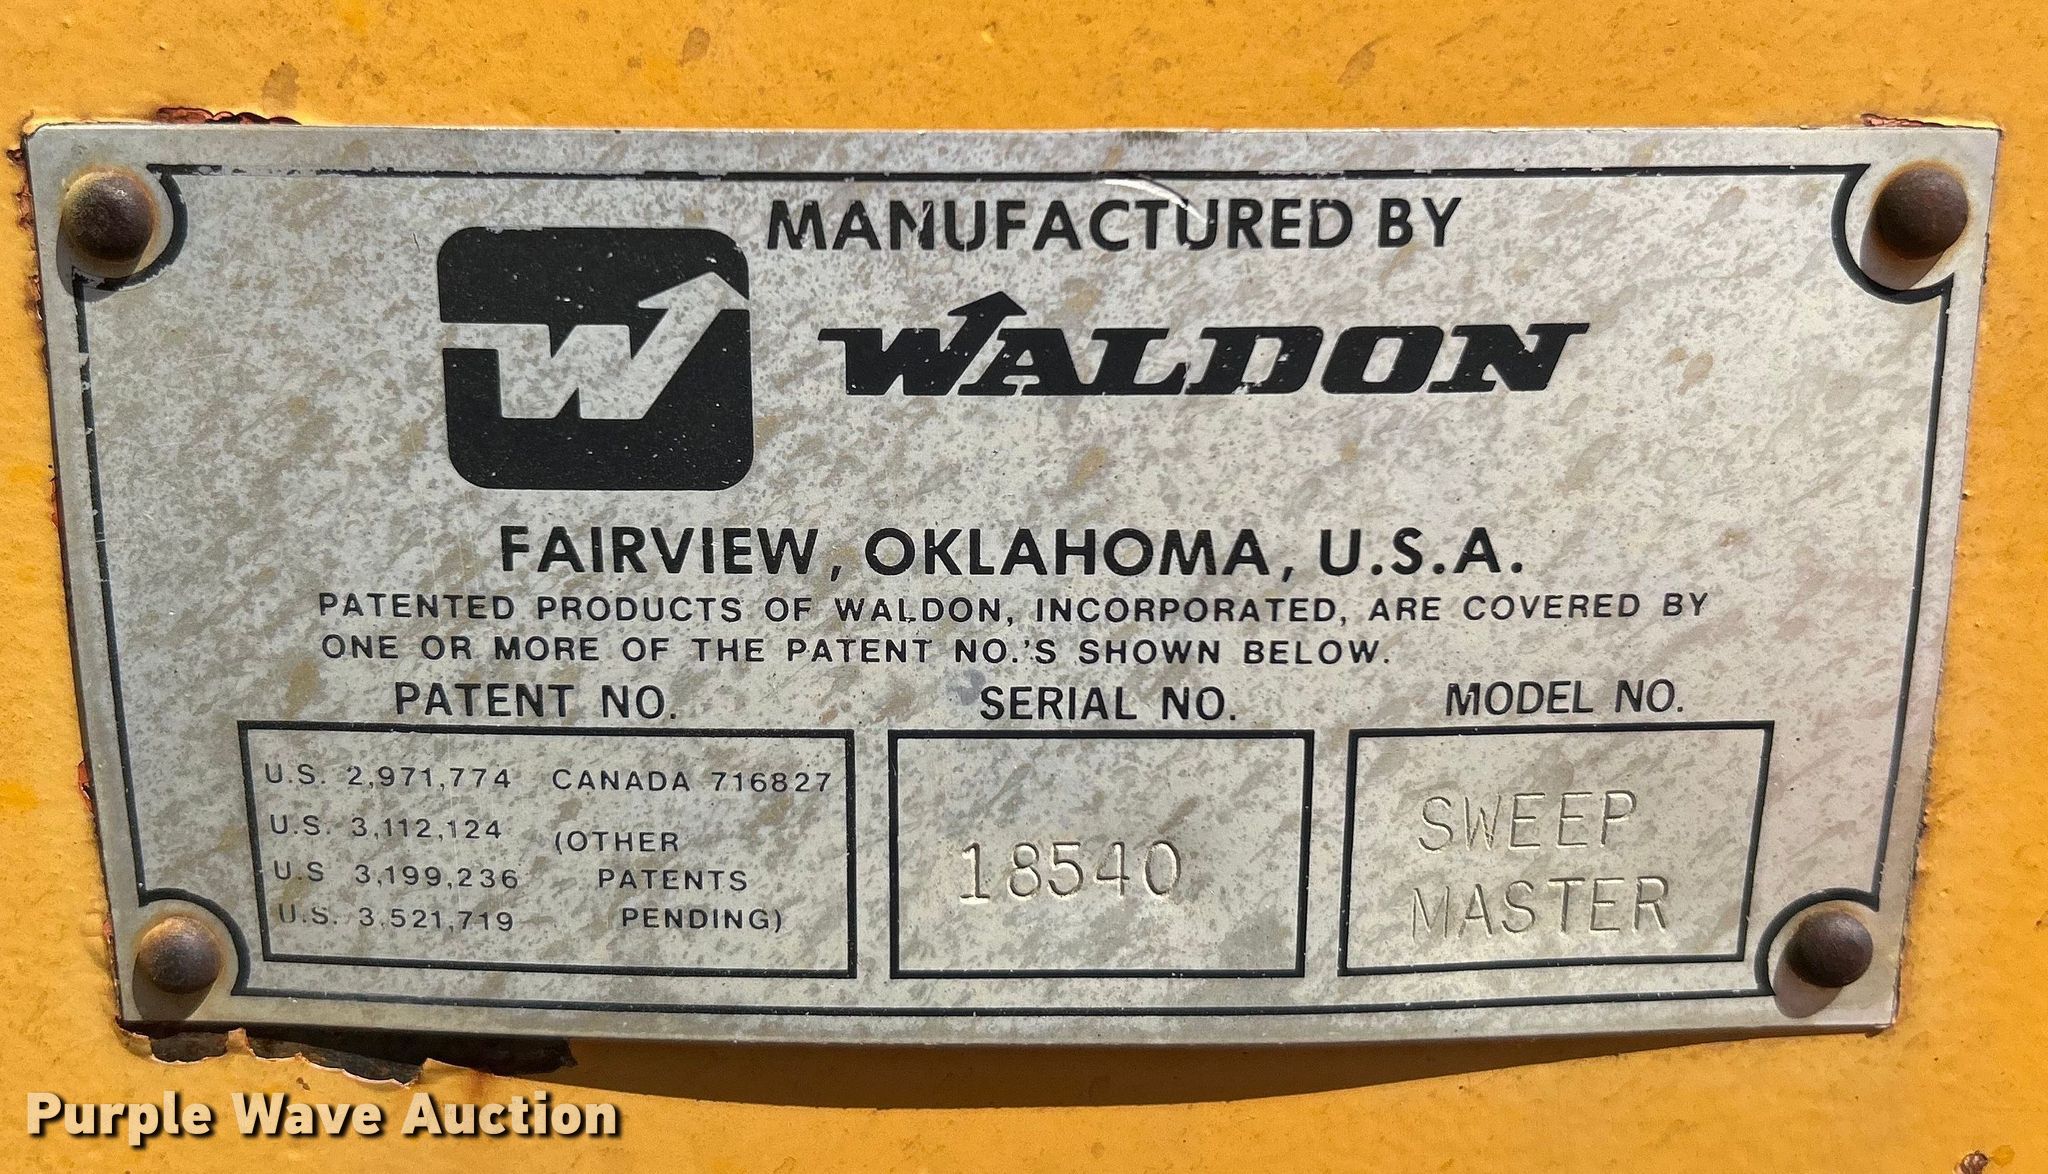 MANUFACTURED BY
W WALDON
FAIRVIEW, OKLAHOMA, U.S.A.
PATENTED PRODUCTS OF WALDON, INCORPORATED, ARE COVERED BY
ONE OR MORE OF THE PATENT NO.'S SHOWN BELOW.
PATENT NO. SERIAL NO. MODEL NO.
U.S. 2,971,774 CANADA 716827
U.S. 3,112,124 (OTHER
U.S 3,199,236 PATENTS
U.S. 3.521,719 PENDING)
18540
SWEEP
MASTER
Purple Wave Auction